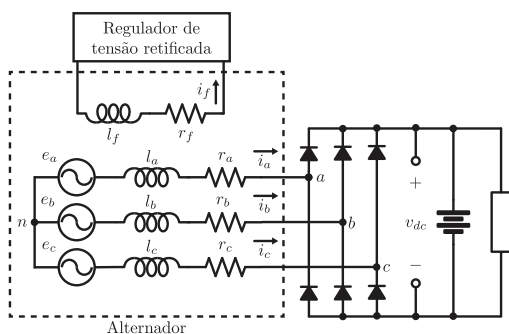 Regulador de
tensão retificada
i_f
l_f
r_f
e_a
l_a
r_a
i_a
a
e_b
l_b
r_b
i_b
n
b
e_c
l_c
r_c
i_c
c
+
v_dc
−
Alternador